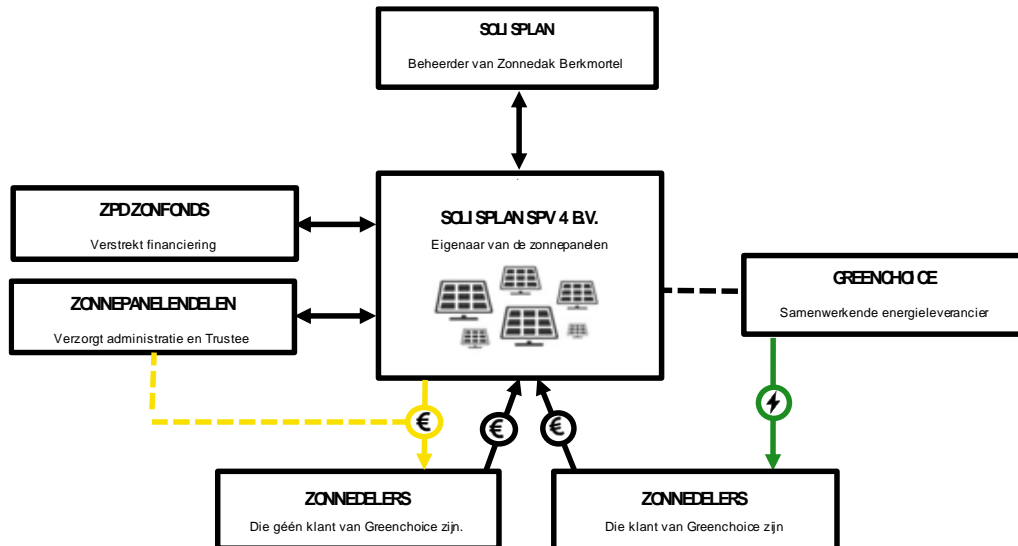 SOLISPLAN
Beheerder van Zonnedak Berkmortel
ZPD ZONFONDS
Verstrekt financiering
SOLISPLAN SPV 4 B.V.
Eigenaar van de zonnepanelen
ZONNEPANELENDELEN
Verzorgt administratie en Trustee
GREENCHOICE
Samenwerkende energieleverancier
€
€
€
ZONNEDELERS
Die géén klant van Greenchoice zijn.
ZONNEDELERS
Die klant van Greenchoice zijn